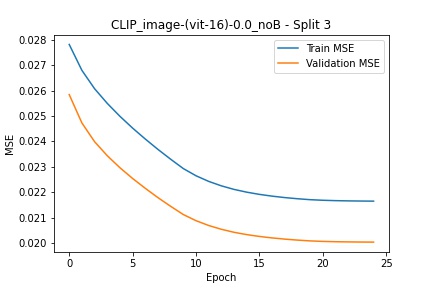 CLIP_image-(vit-16)-0.0_noB - Split 3
Train MSE
Validation MSE
MSE
0.028
0.027
0.026
0.025
0.024
0.023
0.022
0.021
0.020
0 5 10 15 20 25
Epoch